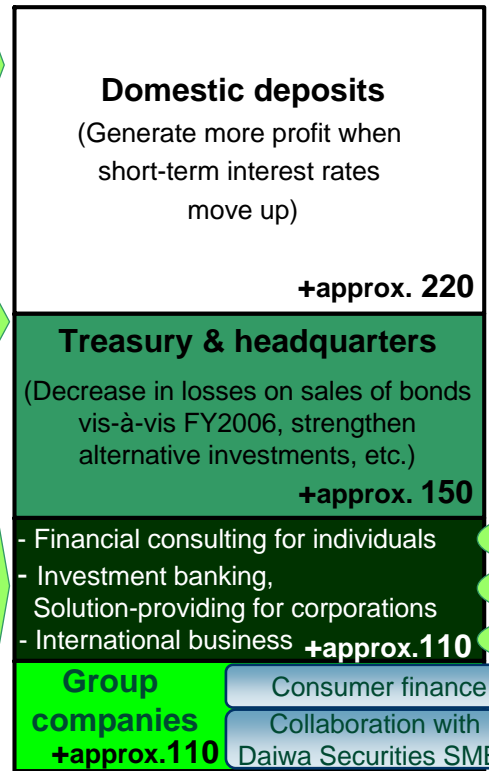 Domestic deposits
(Generate more profit when
short-term interest rates
move up)
+approx. 220
Treasury & headquarters
(Decrease in losses on sales of bonds
vis-à-vis FY2006, strengthen
alternative investments, etc.)
+approx. 150
- Financial consulting for individuals
- Investment banking,
Solution-providing for corporations
- International business +approx.110
Group
companies
+approx.110
Consumer finance
Collaboration with
Daiwa Securities